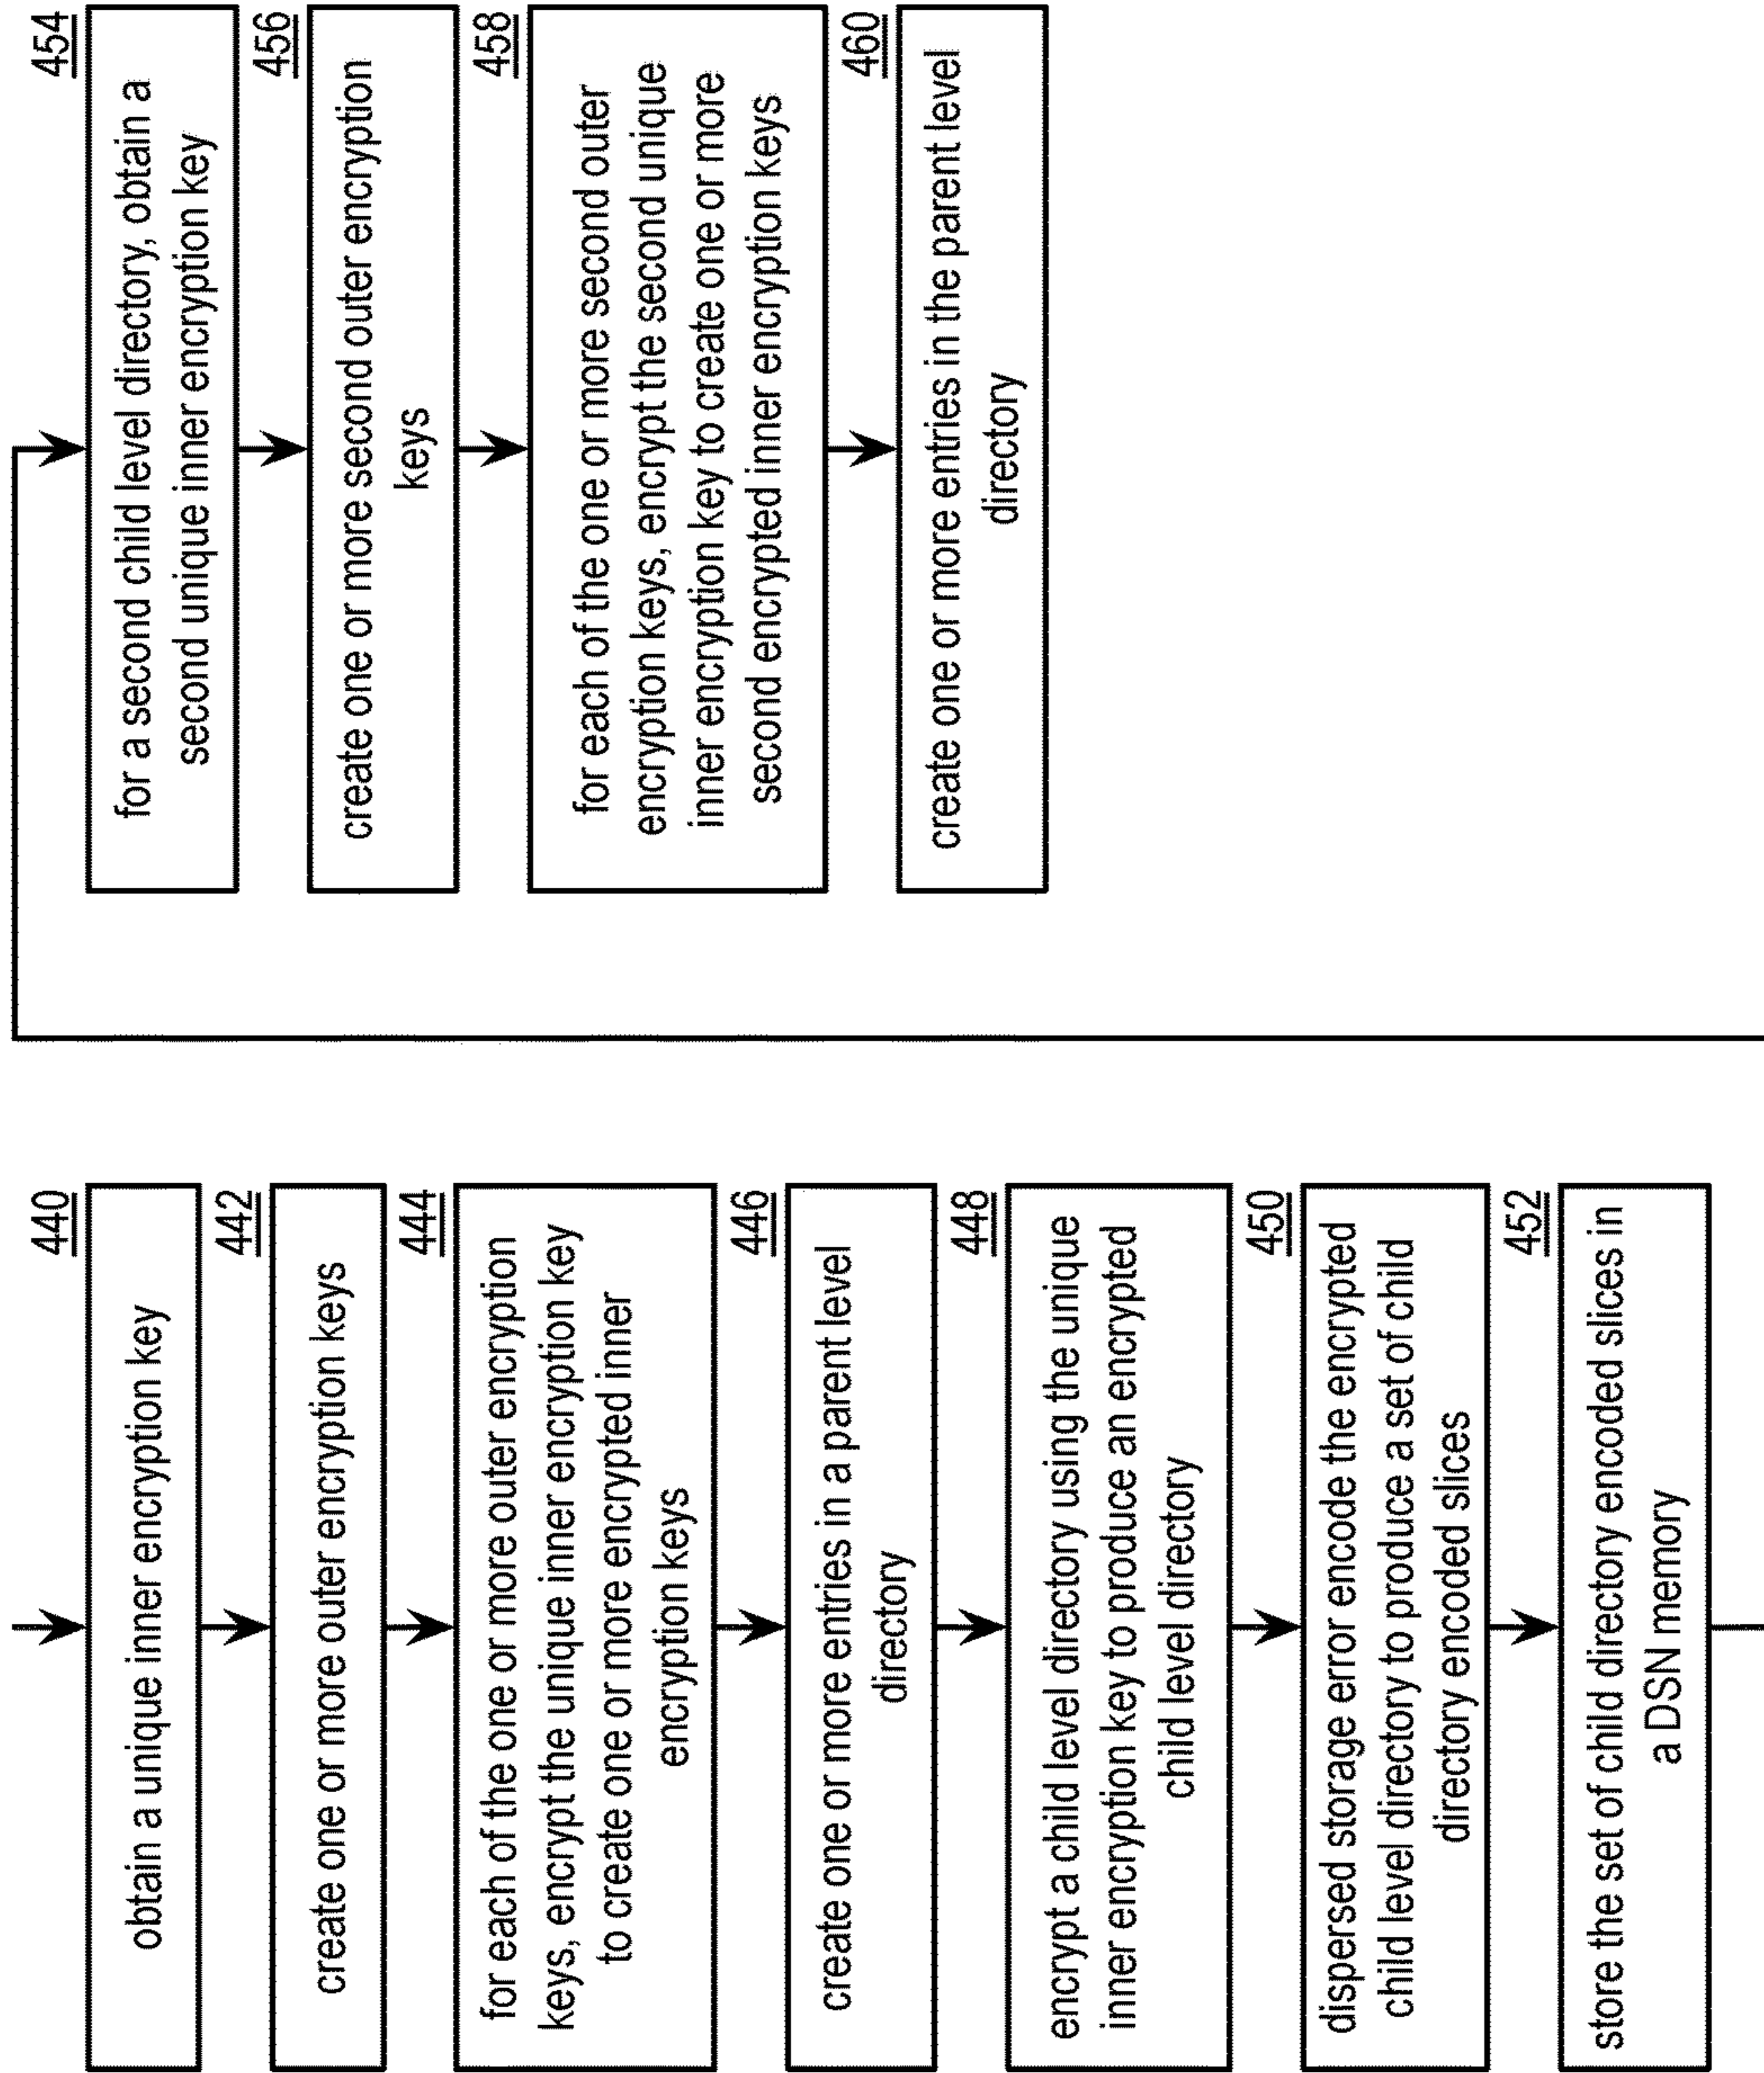 440
obtain a unique inner encryption key
442
create one or more outer encryption keys
444
for each of the one or more outer encryption
keys, encrypt the unique inner encryption key
to create one or more encrypted inner
encryption keys
446
create one or more entries in a parent level
directory
448
encrypt a child level directory using the unique
inner encryption key to produce an encrypted
child level directory
450
dispersed storage error encode the encrypted
child level directory to produce a set of child
directory encoded slices
452
store the set of child directory encoded slices in
a DSN memory
454
for a second child level directory, obtain a
second unique inner encryption key
456
create one or more second outer encryption
keys
458
for each of the one or more second outer
encryption keys, encrypt the second unique
inner encryption key to create one or more
second encrypted inner encryption keys
460
create one or more entries in the parent level
directory